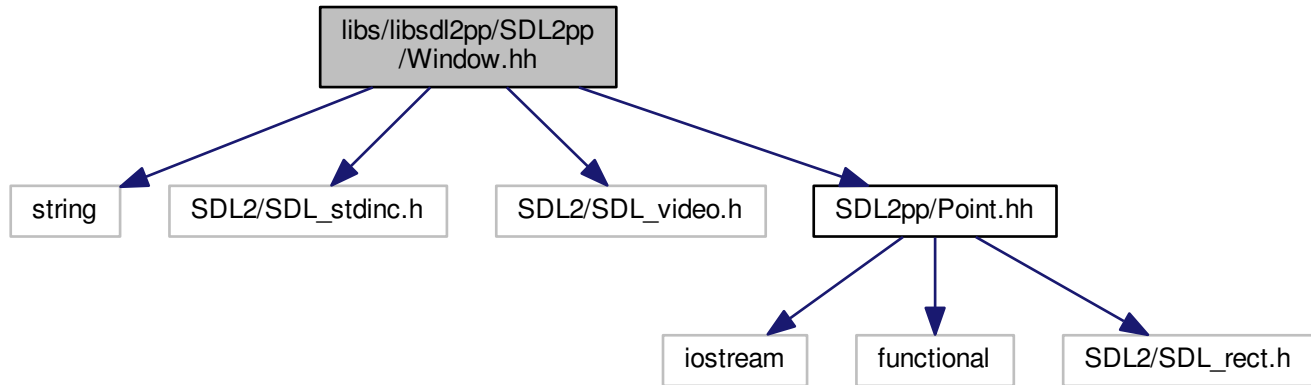 libs/libsdl2pp/SDL2pp
/Window.hh
string
SDL2/SDL_stdinc.h
SDL2/SDL_video.h
SDL2pp/Point.hh
iostream
functional
SDL2/SDL_rect.h